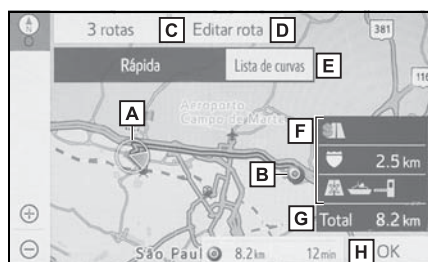 N
3 rotas C Editar rota D
381
Rápida Lista de curvas E
116
Aeroporto
Campo de Marte
A
F
2.5 km
B
G Total 8.2 km
São Paul 8.2 km 12 min H OK